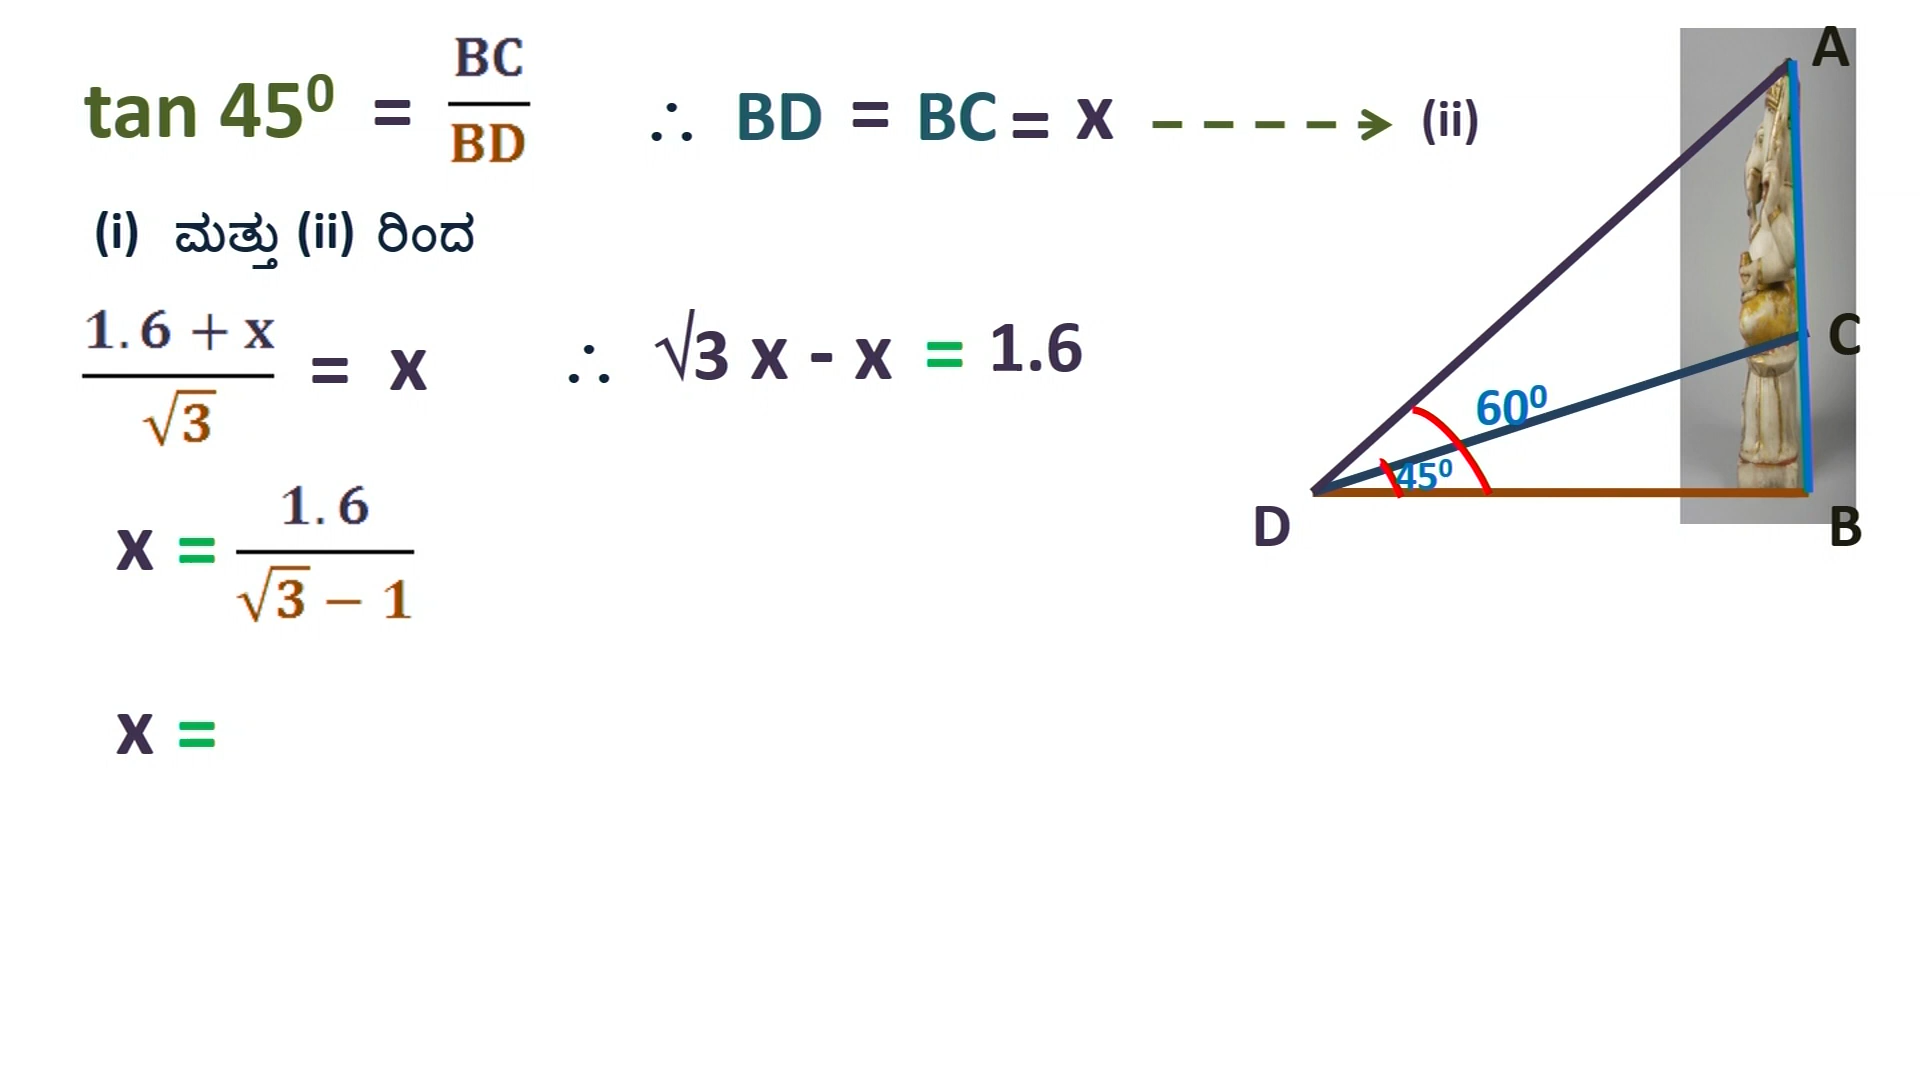 tan 45⁰ = BC/BD ∴ BD = BC = x - - - - → (ii)
(i) ಮತ್ತು (ii) ರಿಂದ
1.6 + x/√3 = x ∴ √3 x - x = 1.6
x = 1.6/√3 − 1
x =
A
C
60⁰
45⁰
D
B